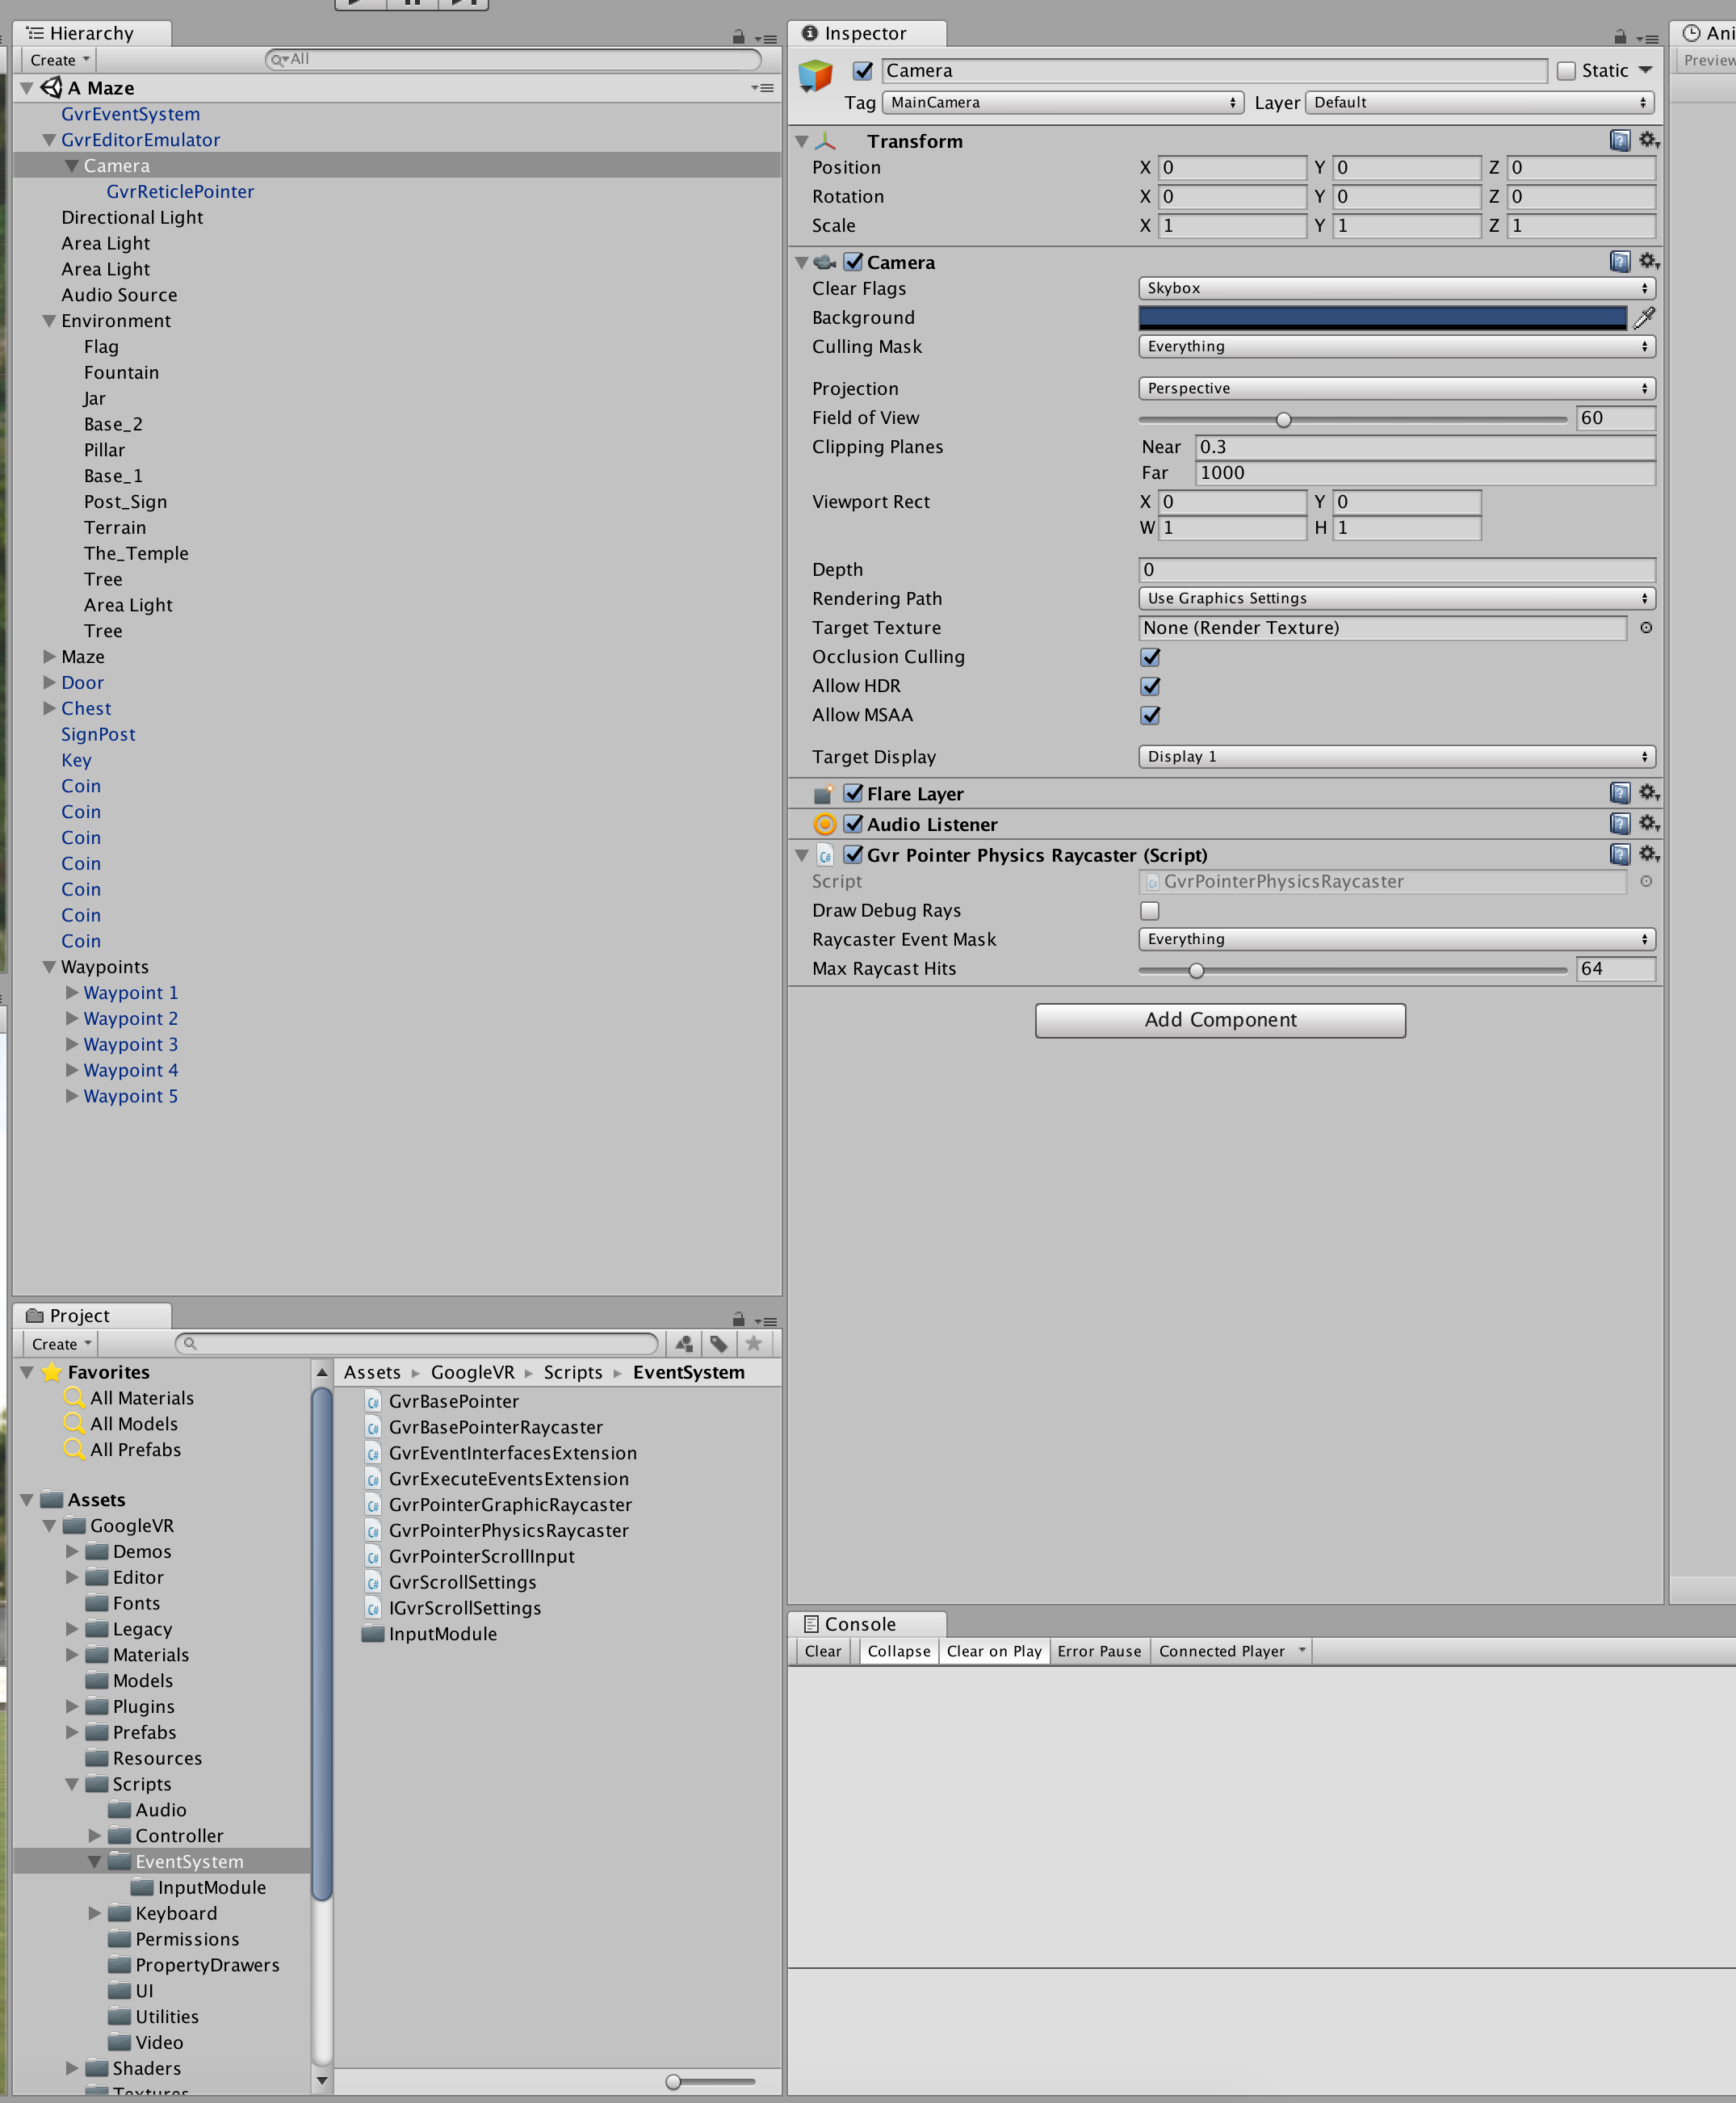 Hierarchy
Create
All
A Maze
GvrEventSystem
GvrEditorEmulator
Camera
GvrReticlePointer
Directional Light
Area Light
Area Light
Audio Source
Environment
Flag
Fountain
Jar
Base_2
Pillar
Base_1
Post_Sign
Terrain
The_Temple
Tree
Area Light
Tree
Maze
Door
Chest
SignPost
Key
Coin
Coin
Coin
Coin
Coin
Coin
Coin
Waypoints
Waypoint 1
Waypoint 2
Waypoint 3
Waypoint 4
Waypoint 5
Inspector
Camera Static
Tag MainCamera Layer Default
Transform
Position X 0 Y 0 Z 0
Rotation X 0 Y 0 Z 0
Scale X 1 Y 1 Z 1
Camera
Clear Flags Skybox
Background
Culling Mask Everything
Projection Perspective
Field of View 60
Clipping Planes Near 0.3
Far 1000
Viewport Rect X 0 Y 0
W 1 H 1
Depth 0
Rendering Path Use Graphics Settings
Target Texture None (Render Texture)
Occlusion Culling
Allow HDR
Allow MSAA
Target Display Display 1
Flare Layer
Audio Listener
Gvr Pointer Physics Raycaster (Script)
Script C# GvrPointerPhysicsRaycaster
Draw Debug Rays
Raycaster Event Mask Everything
Max Raycast Hits 64
Add Component
Ani
Preview
Project
Create
Favorites
All Materials
All Models
All Prefabs
Assets
GoogleVR
Demos
Editor
Fonts
Legacy
Materials
Models
Plugins
Prefabs
Resources
Scripts
Audio
Controller
EventSystem
InputModule
Keyboard
Permissions
PropertyDrawers
UI
Utilities
Video
Shaders
Textures
Assets GoogleVR Scripts EventSystem
C# GvrBasePointer
C# GvrBasePointerRaycaster
C# GvrEventInterfacesExtension
C# GvrExecuteEventsExtension
C# GvrPointerGraphicRaycaster
C# GvrPointerPhysicsRaycaster
C# GvrPointerScrollInput
C# GvrScrollSettings
C# IGvrScrollSettings
InputModule
Console
Clear Collapse Clear on Play Error Pause Connected Player